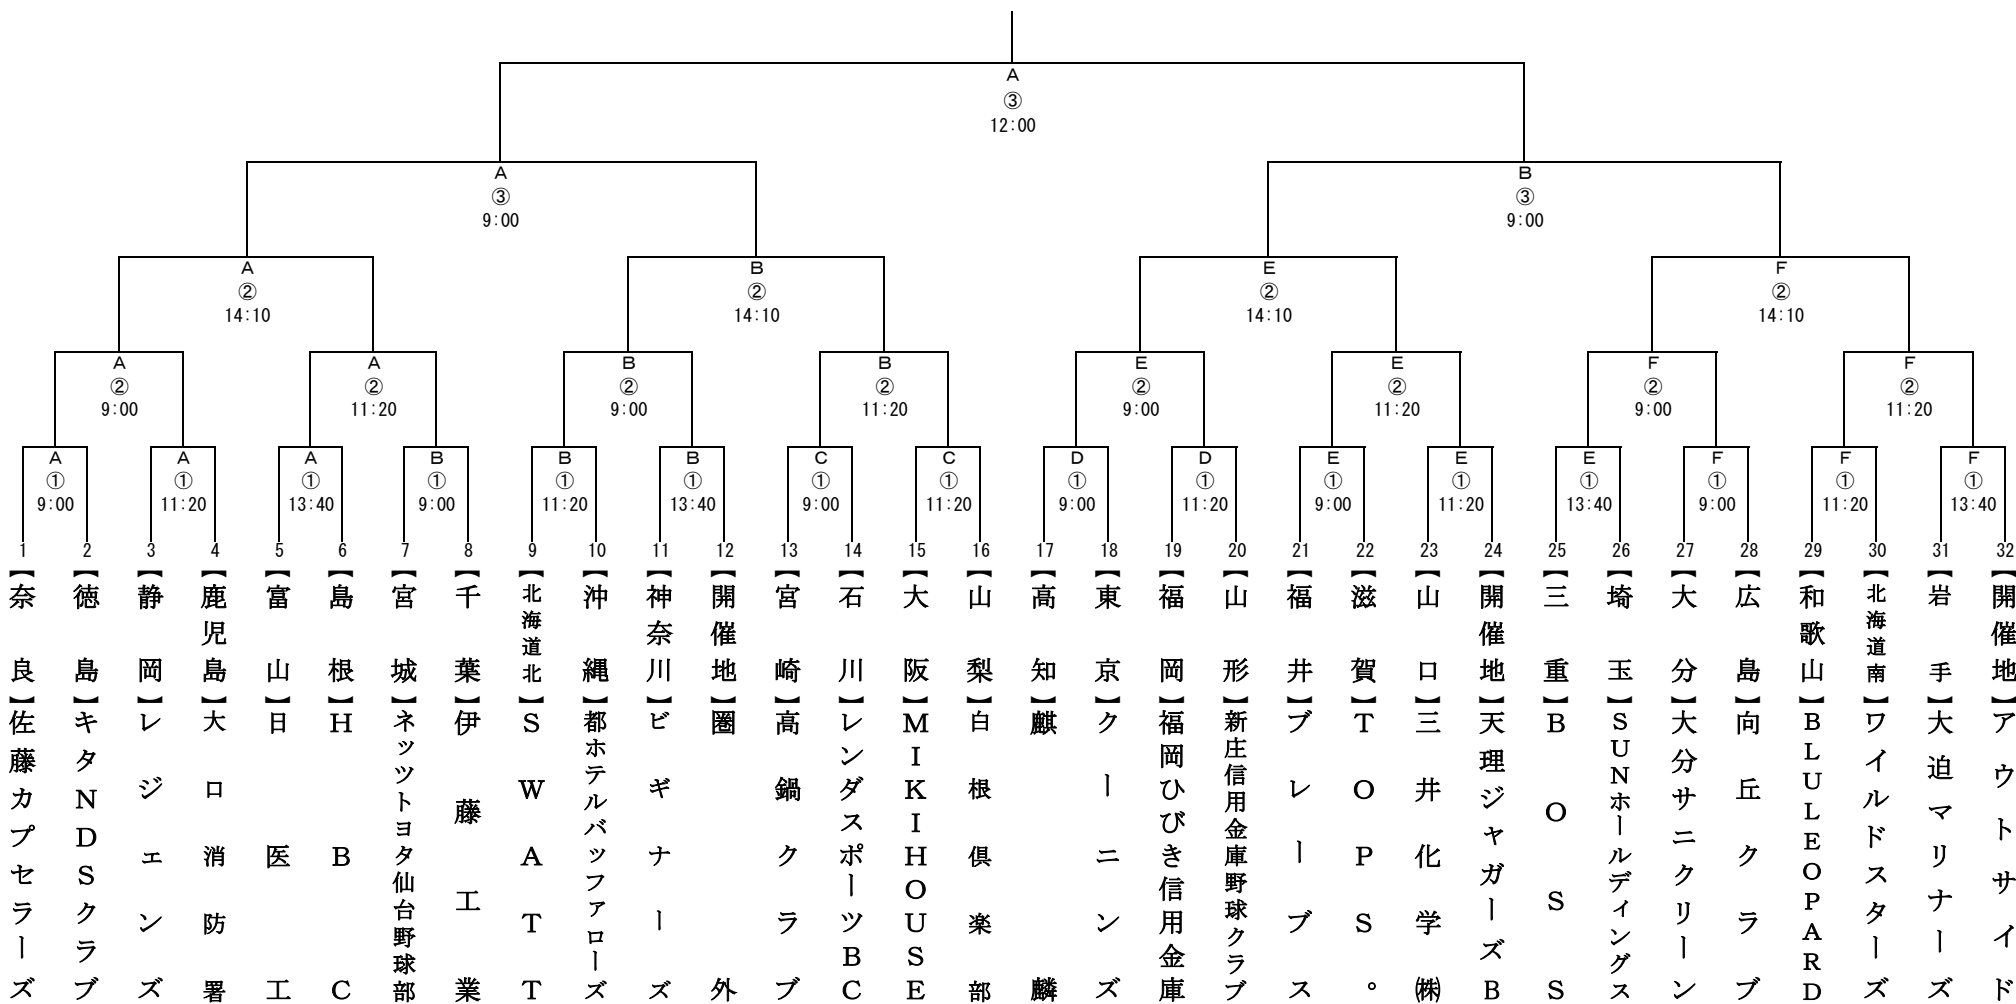 A
③
12:00
A
③
9:00
B
③
9:00
A
②
14:10
B
②
14:10
E
②
14:10
F
②
14:10
A
②
9:00
A
②
11:20
B
②
9:00
B
②
11:20
E
②
9:00
E
②
11:20
F
②
9:00
F
②
11:20
A
①
9:00
A
①
11:20
A
①
13:40
B
①
9:00
B
①
11:20
B
①
13:40
C
①
9:00
C
①
11:20
D
①
9:00
D
①
11:20
E
①
9:00
E
①
11:20
E
①
13:40
F
①
9:00
F
①
11:20
F
①
13:40
1
【奈良】佐藤カプセラーズ
2
【徳島】キタNDSクラブ
3
【静岡】レジェンズ
4
【鹿児島】大口消防署
5
【富山】日医工
6
【島根】HBC
7
【宮城】ネッツトヨタ仙台野球部
8
【千葉】伊藤工業
9
【北海道北】SWATT
10
【沖縄】都ホテルバッファローズ
11
【神奈川】ビギナーズ
12
【開催地】圏外
13
【宮崎】高鍋クラブ
14
【石川】レンダスポーツBC
15
【大阪】MIKIHOUSE
16
【山梨】白根倶楽部
17
【高知】麒麟
18
【東京】クーニンズ
19
【福岡】福岡ひびき信用金庫
20
【山形】新庄信用金庫野球クラブ
21
【福井】ブレーブス
22
【滋賀】TOPS。
23
【山口】三井化学㈱
24
【開催地】天理ジャガーズB
25
【三重】BOSS
26
【埼玉】SUNホールディングス
27
【大分】大分サニクリーン
28
【広島】向丘クラブ
29
【和歌山】BLULEOPARD
30
【北海道南】ワイルドスターズ
31
【岩手】大迫マリナーズ
32
【開催地】アウトサイド